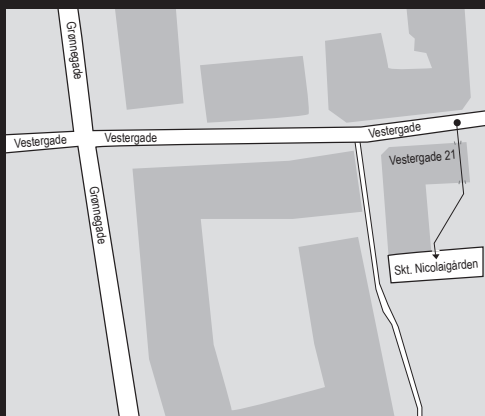 Grønnegade
Vestergade
Vestergade
Vestergade
Vestergade 21
Grønnegade
Skt. Nicolaigården